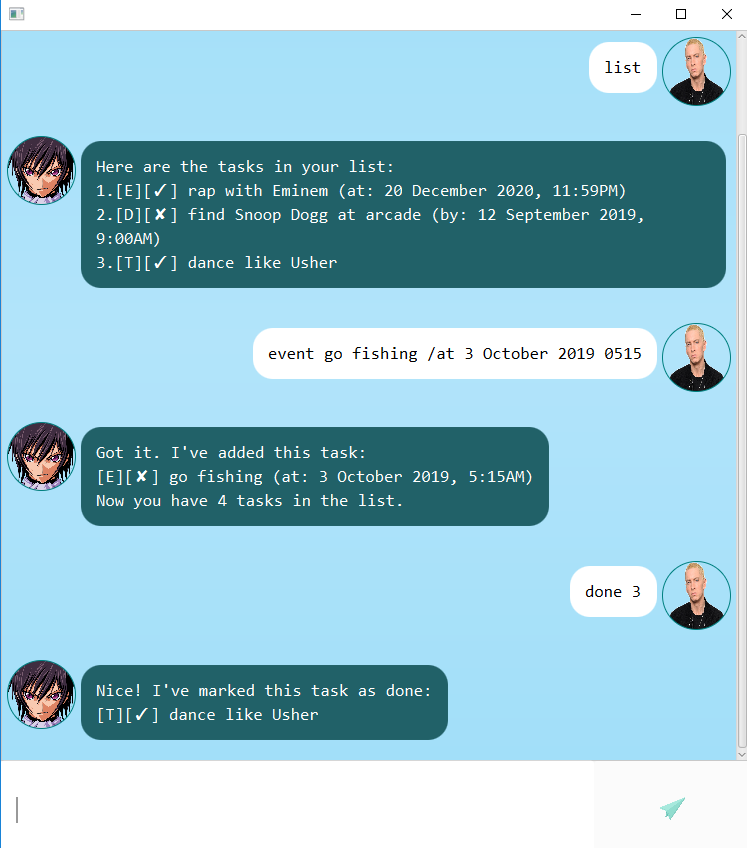 list
Here are the tasks in your list:
1.[E][✓] rap with Eminem (at: 20 December 2020, 11:59PM)
2.[D][✘] find Snoop Dogg at arcade (by: 12 September 2019,
9:00AM)
3.[T][✓] dance like Usher
event go fishing /at 3 October 2019 0515
Got it. I've added this task:
[E][✘] go fishing (at: 3 October 2019, 5:15AM)
Now you have 4 tasks in the list.
done 3
Nice! I've marked this task as done:
[T][✓] dance like Usher